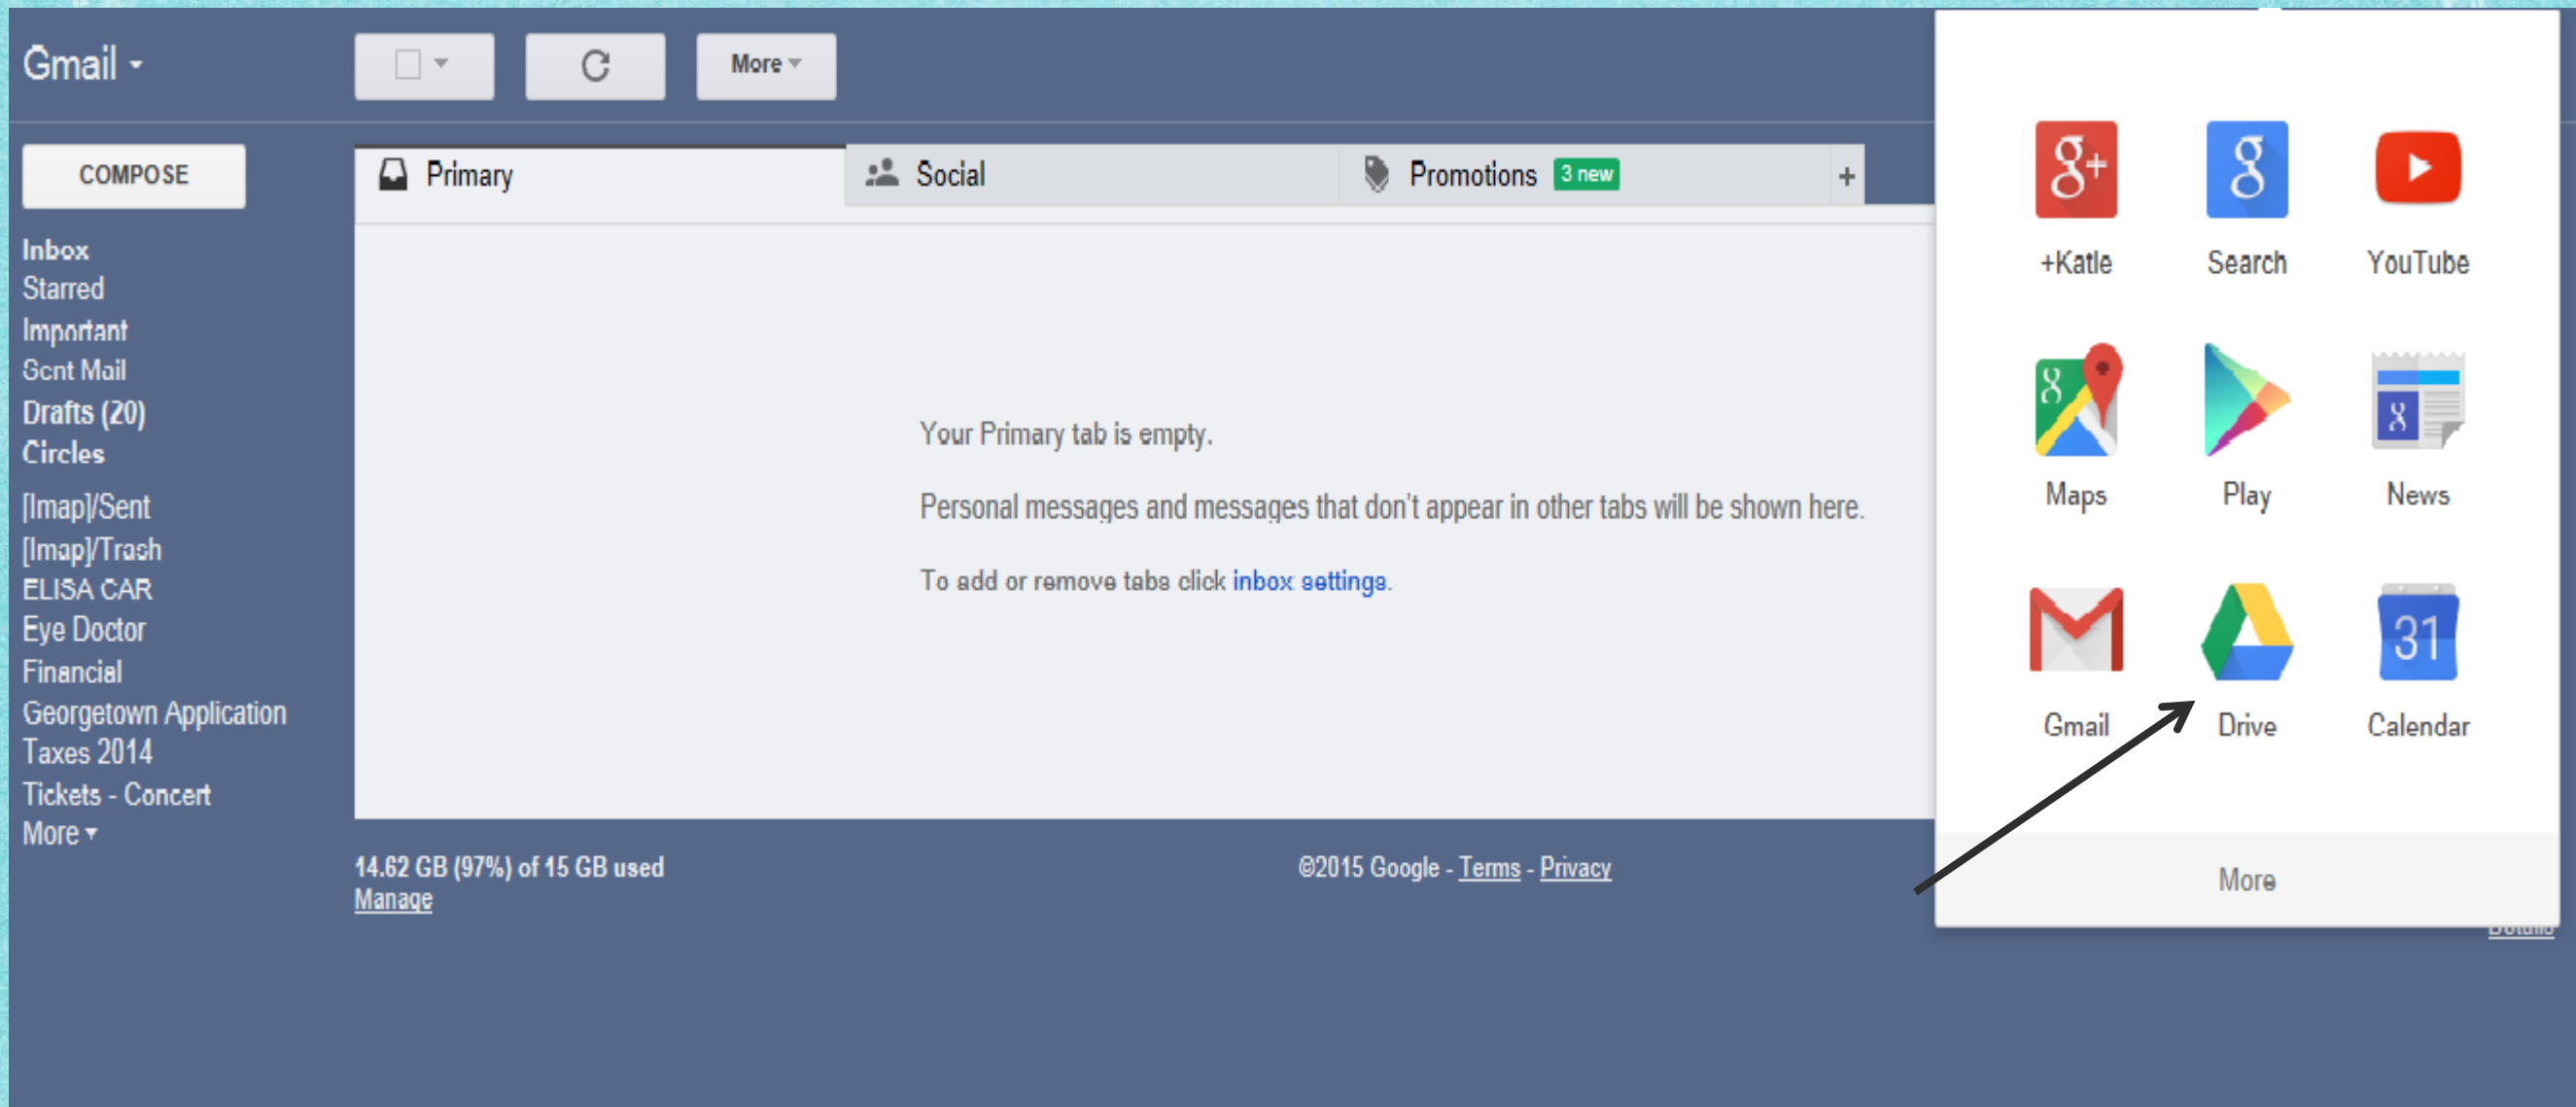 Gmail
More
COMPOSE
Primary
Social
Promotions 3 new
+
Inbox
Starred
Important
Sent Mail
Drafts (20)
Circles
[Imap]/Sent
[Imap]/Trash
ELISA CAR
Eye Doctor
Financial
Georgetown Application
Taxes 2014
Tickets - Concert
More
Your Primary tab is empty.
Personal messages and messages that don't appear in other tabs will be shown here.
To add or remove tabs click inbox settings.
14.62 GB (97%) of 15 GB used
Manage
©2015 Google - Terms - Privacy
g+ g
+Katie Search YouTube
g g
Maps Play News
31
Gmail Drive Calendar
More